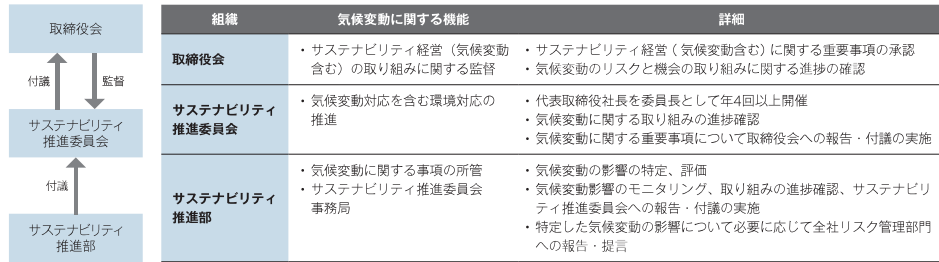 取締役会
付議
監督
サステナビリティ
推進委員会
付議
サステナビリティ
推進部
組織
気候変動に関する機能
詳細
取締役会
・サステナビリティ経営（気候変動
含む）の取り組みに関する監督
・サステナビリティ経営（気候変動含む）に関する重要事項の承認
・気候変動のリスクと機会の取り組みに関する進捗の確認
サステナビリティ
推進委員会
・気候変動対応を含む環境対応の
推進
・代表取締役社長を委員長として年4回以上開催
・気候変動に関する取り組みの進捗確認
・気候変動に関する重要事項について取締役会への報告・付議の実施
サステナビリティ
推進部
・気候変動に関する事項の所管
・サステナビリティ推進委員会
事務局
・気候変動の影響の特定、評価
・気候変動影響のモニタリング、取り組みの進捗確認、サステナビリ
ティ推進委員会への報告・付議の実施
・特定した気候変動の影響について必要に応じて全社リスク管理部門
への報告・提言